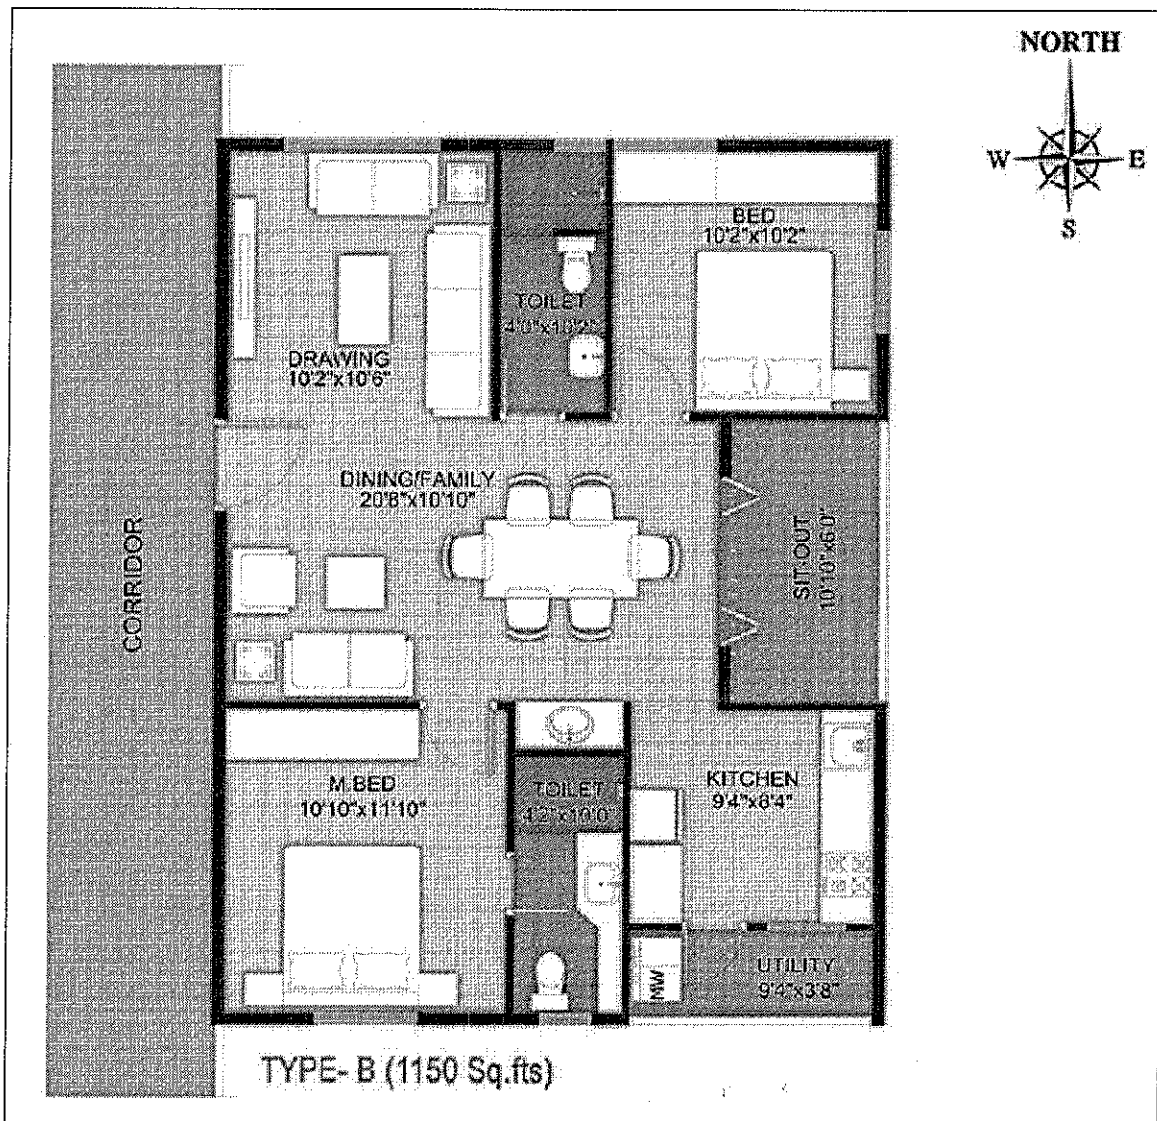 NORTH
W
E
S
BED
10'2"x10'2"
TOILET
DRAWING
10'2"x10'6"
DINING/FAMILY
20'8"x10'10"
SIT-OUT
10'10"x6'0"
CORRIDOR
M.BED
10'10"x11'10"
TOILET
4'2"x10'0"
KITCHEN
9'4"x8'4"
UTILITY
9'4"x3'8"
MW
TYPE- B (1150 Sq.fts)